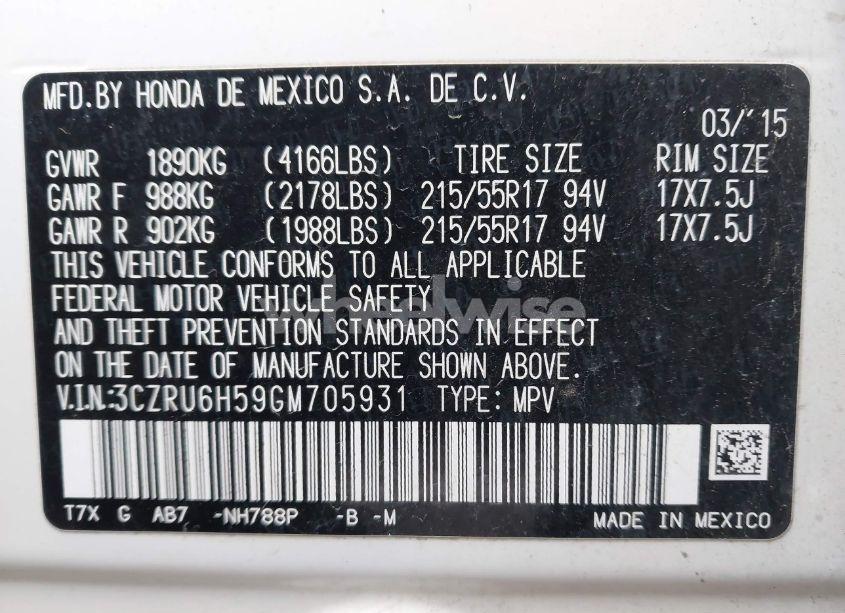 MFD.BY HONDA DE MEXICO S.A. DE C.V.
03/'15
GVWR 1890KG (4166LBS) TIRE SIZE RIM SIZE
GAWR F 988KG (2178LBS) 215/55R17 94V 17X7.5J
GAWR R 902KG (1988LBS) 215/55R17 94V 17X7.5J
THIS VEHICLE CONFORMS TO ALL APPLICABLE
FEDERAL MOTOR VEHICLE SAFETY
wheelwise
AND THEFT PREVENTION STANDARDS IN EFFECT
ON THE DATE OF MANUFACTURE SHOWN ABOVE.
V.I.N:3CZRU6H59GM705931 TYPE: MPV
T7X G AB7 -NH788P -B -M MADE IN MEXICO